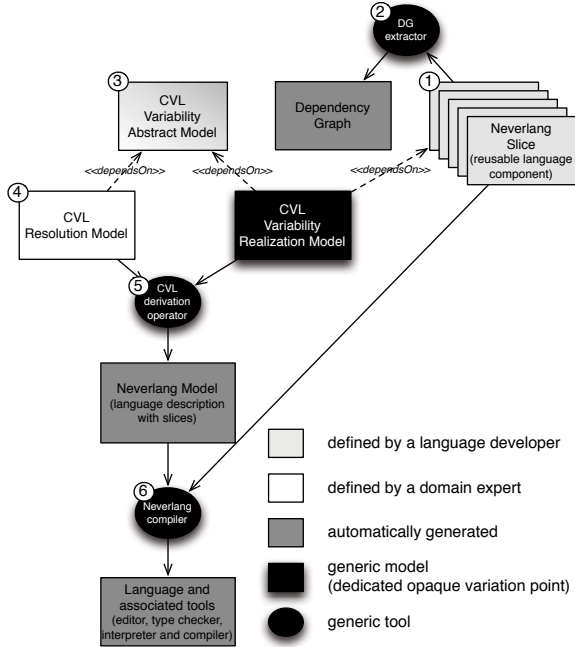 2
DG
extractor
3
CVL
Variability
Abstract Model
Dependency
Graph
1
Neverlang
Slice
(reusable language
component)
<<dependsOn>>
<<dependsOn>>
<<dependsOn>>
4
CVL
Resolution Model
CVL
Variability
Realization Model
5
CVL
derivation
operator
Neverlang Model
(language description
with slices)
6
Neverlang
compiler
Language and
associated tools
(editor, type checker,
interpreter and compiler)
defined by a language developer
defined by a domain expert
automatically generated
generic model
(dedicated opaque variation point)
generic tool